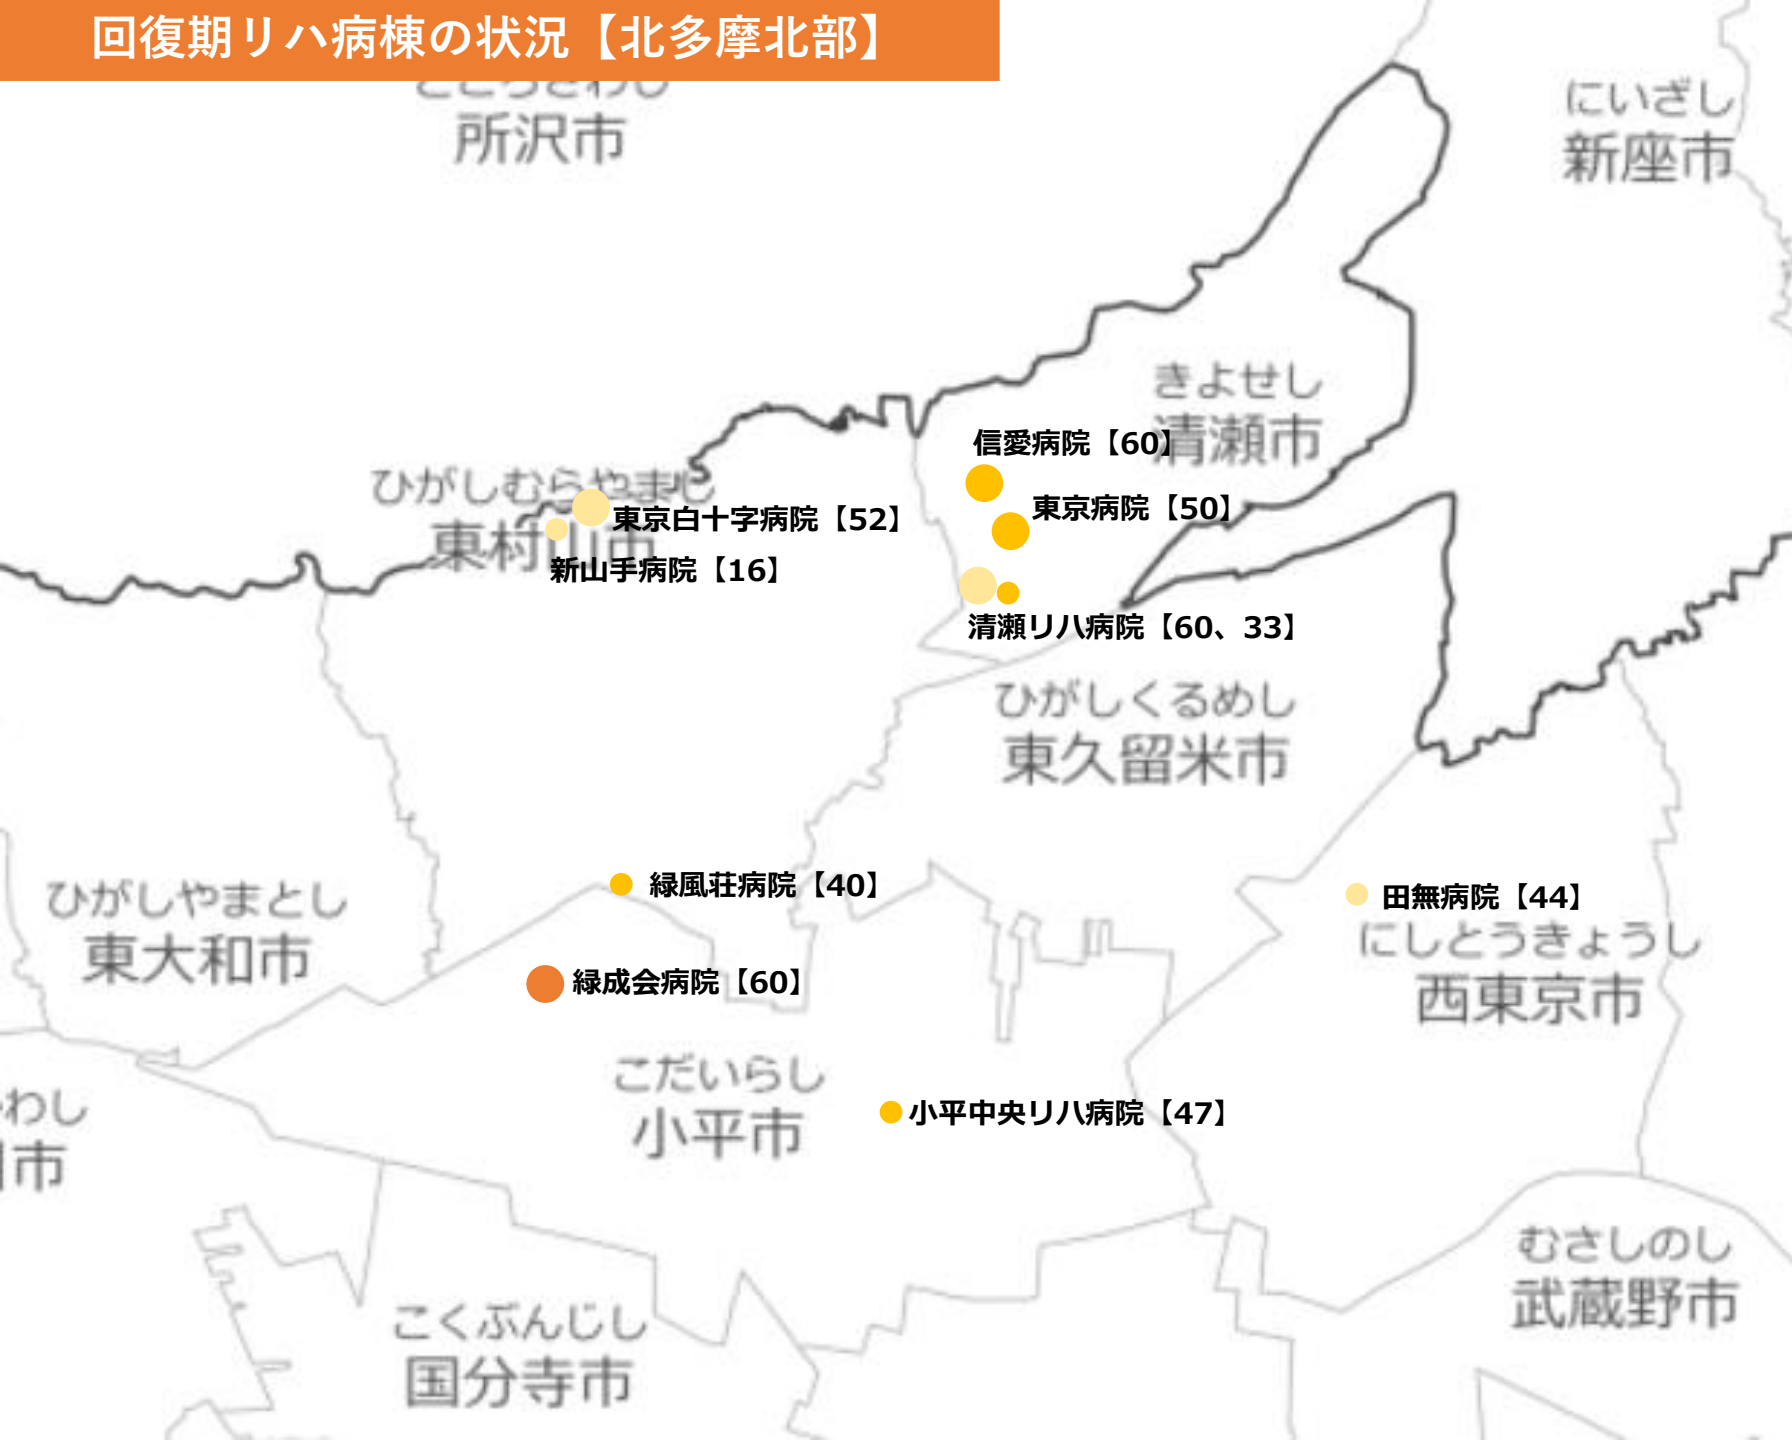 回復期リハ病棟の状況【北多摩北部】
ところざわし
所沢市
にいざし
新座市
きよせし
清瀬市
信愛病院【60】
東京病院【50】
ひがしむらやまし
東村山市
東京白十字病院【52】
新山手病院【16】
清瀬リハ病院【60、33】
ひがしくるめし
東久留米市
緑風荘病院【40】
田無病院【44】
ひがしやまとし
東大和市
にしとうきょうし
西東京市
緑成会病院【60】
こだいらし
小平市
小平中央リハ病院【47】
わし
市
むさしのし
武蔵野市
こくぶんじし
国分寺市